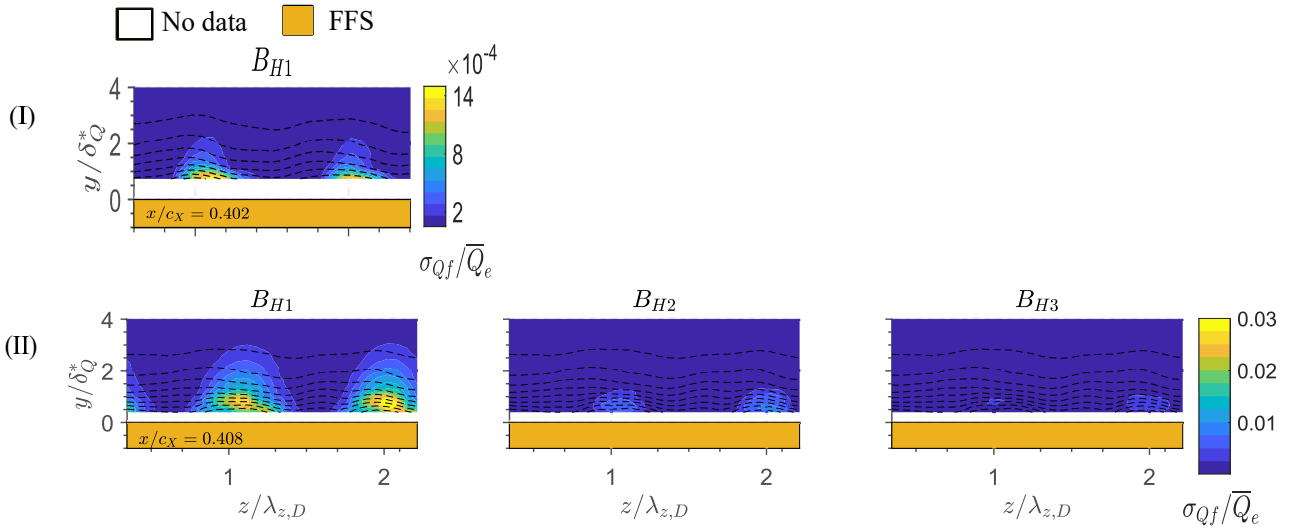 No data FFS
B_{H1}
×10^{-4}
(I)
y/δ*_Q
4
2
0
x/c_X = 0.402
14
8
2
σ_{Qf}/Q̅_e
(II)
B_{H1} B_{H2} B_{H3}
y/δ*_Q
4
2
0
x/c_X = 0.408
0.03
0.02
0.01
1 2 1 2 1 2
z/λ_{z,D} z/λ_{z,D} z/λ_{z,D}
σ_{Qf}/Q̅_e